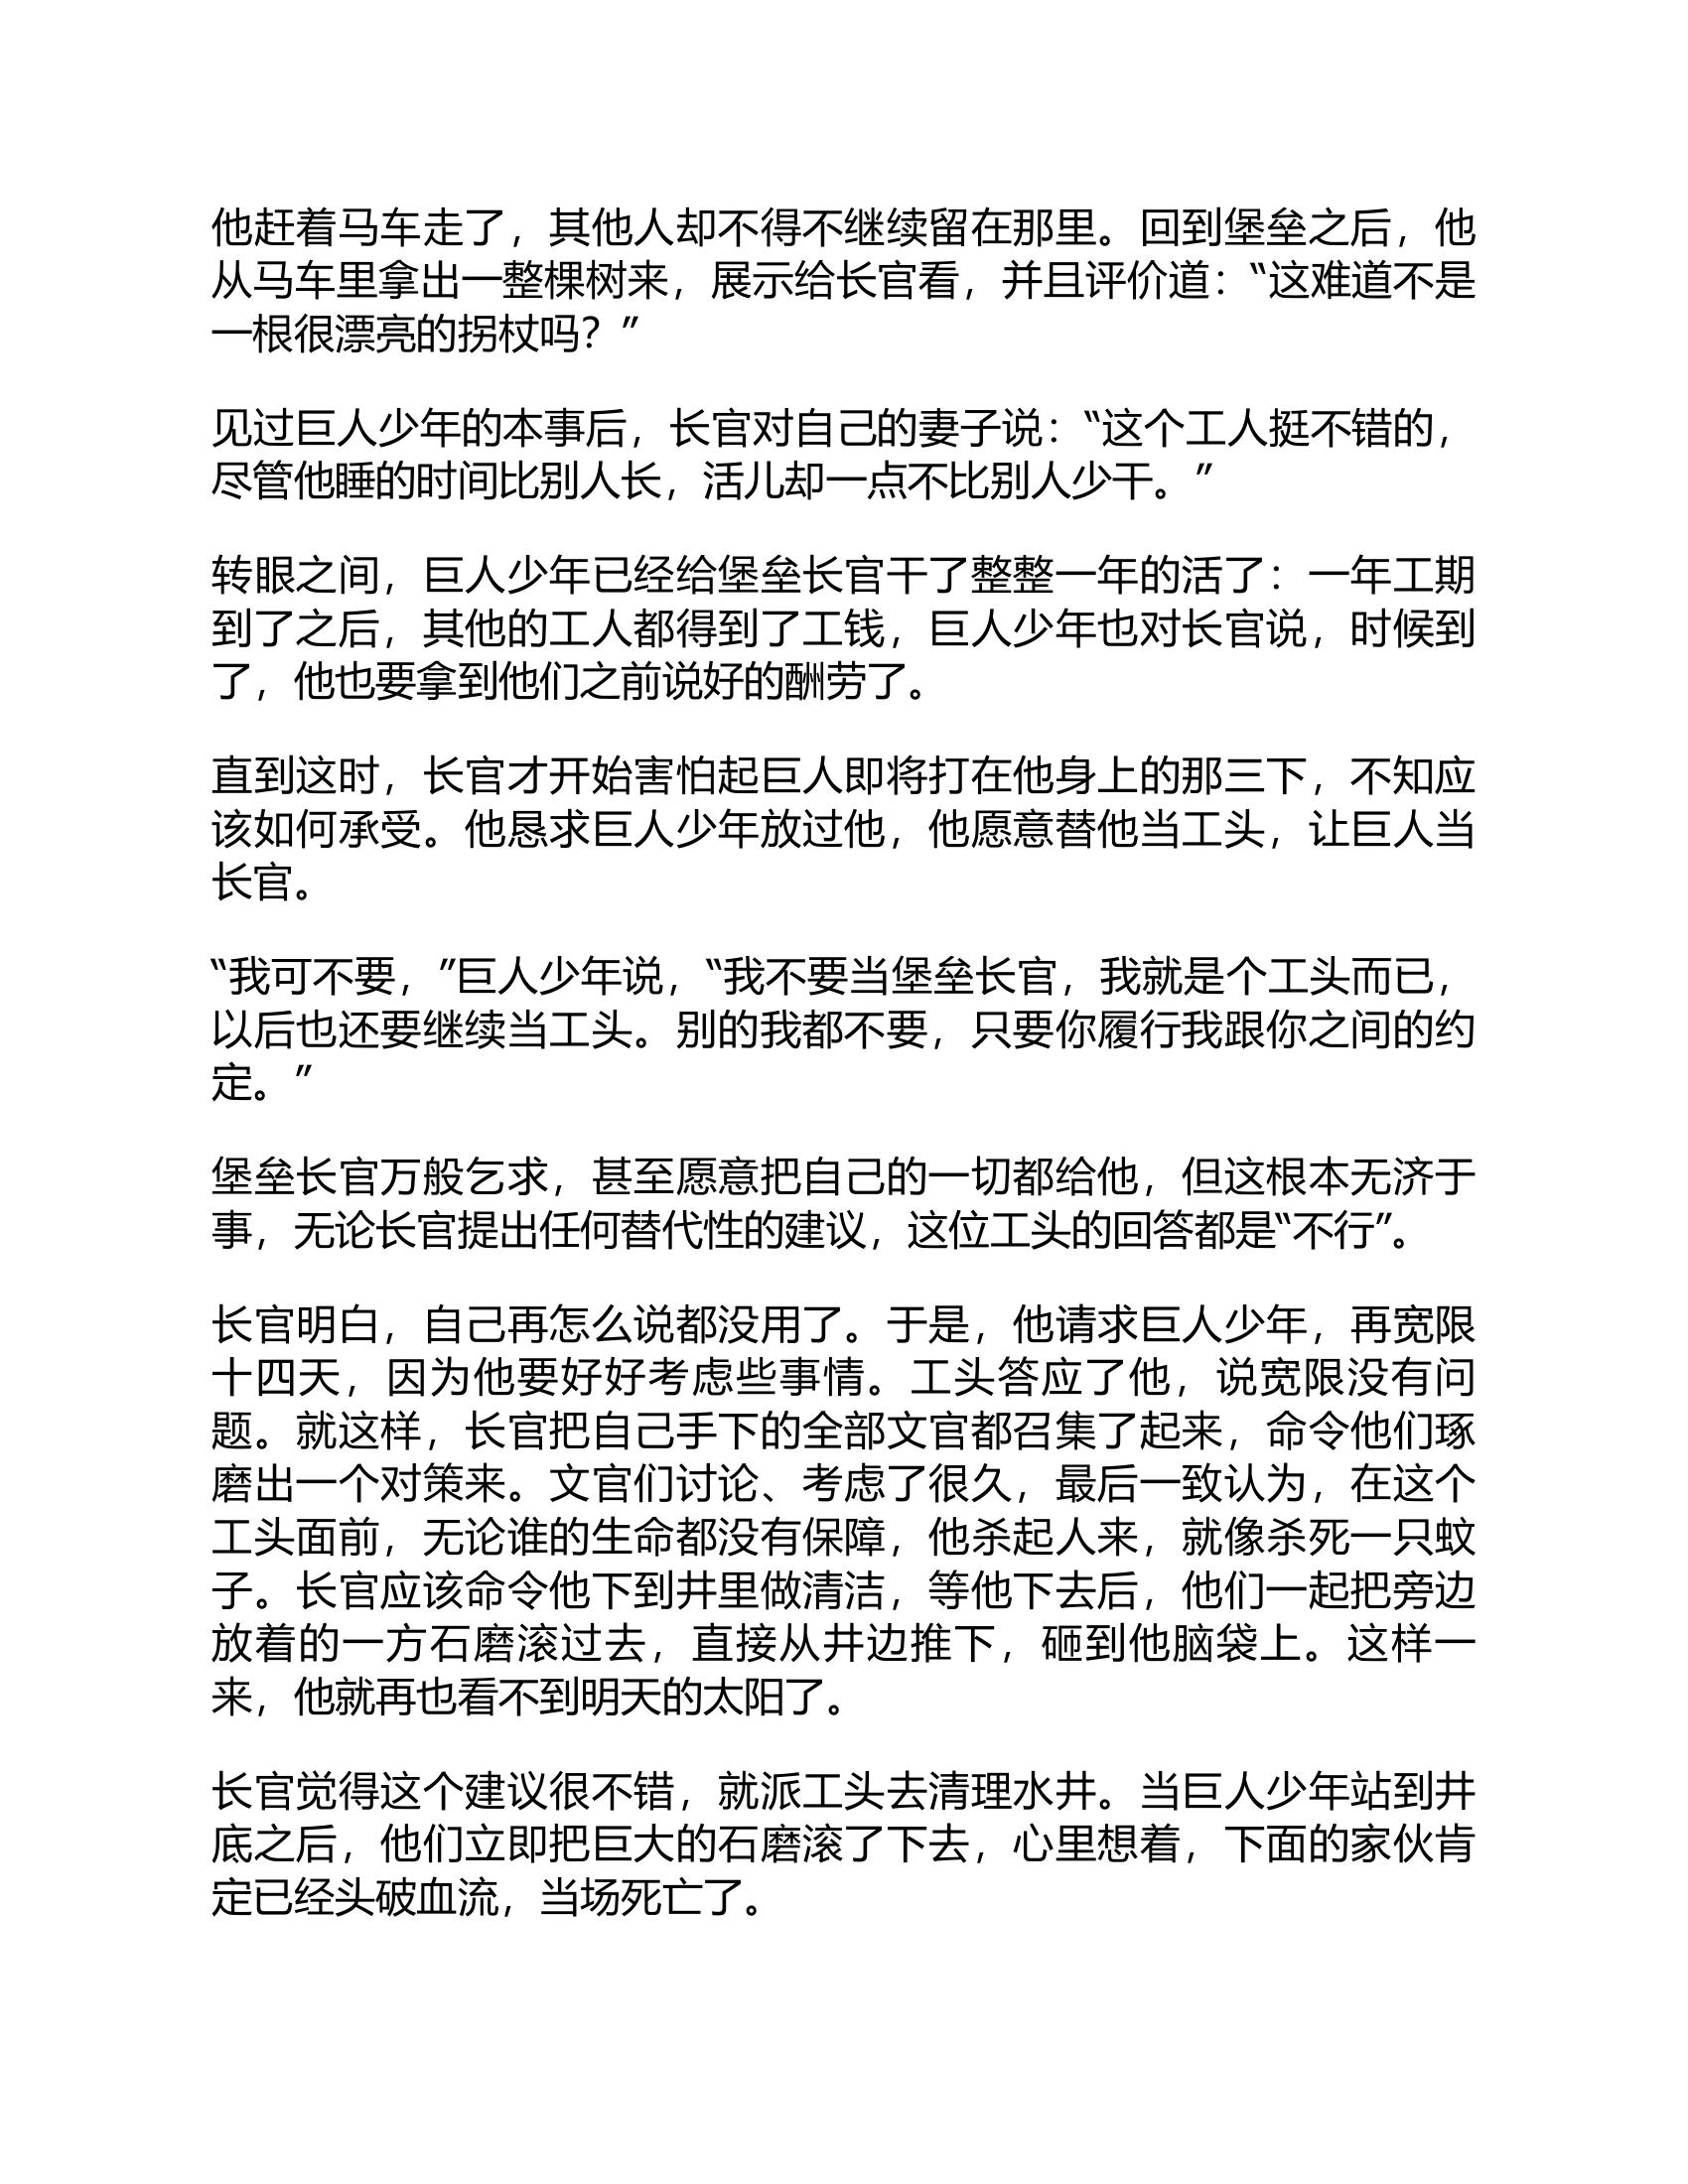 他赶着马车走了，其他人却不得不继续留在那里。回到堡垒之后，他
从马车里拿出一整棵树来，展示给长官看，并且评价道：“这难道不是
一根很漂亮的拐杖吗？”
见过巨人少年的本事后，长官对自己的妻子说：“这个工人挺不错的，
尽管他睡的时间比别人长，活儿却一点不比别人少干。”
转眼之间，巨人少年已经给堡垒长官干了整整一年的活了：一年工期
到了之后，其他的工人都得到了工钱，巨人少年也对长官说，时候到
了，他也要拿到他们之前说好的酬劳了。
直到这时，长官才开始害怕起巨人即将打在他身上的那三下，不知应
该如何承受。他恳求巨人少年放过他，他愿意替他当工头，让巨人当
长官。
“我可不要，”巨人少年说，“我不要当堡垒长官，我就是个工头而已，
以后也还要继续当工头。别的我都不要，只要你履行我跟你之间的约
定。”
堡垒长官万般乞求，甚至愿意把自己的一切都给他，但这根本无济于
事，无论长官提出任何替代性的建议，这位工头的回答都是“不行”。
长官明白，自己再怎么说都没用了。于是，他请求巨人少年，再宽限
十四天，因为他要好好考虑些事情。工头答应了他，说宽限没有问
题。就这样，长官把自己手下的全部文官都召集了起来，命令他们琢
磨出一个对策来。文官们讨论、考虑了很久，最后一致认为，在这个
工头面前，无论谁的生命都没有保障，他杀起人来，就像杀死一只蚊
子。长官应该命令他下到井里做清洁，等他下去后，他们一起把旁边
放着的一方石磨滚过去，直接从井边推下，砸到他脑袋上。这样一
来，他就再也看不到明天的太阳了。
长官觉得这个建议很不错，就派工头去清理水井。当巨人少年站到井
底之后，他们立即把巨大的石磨滚了下去，心里想着，下面的家伙肯
定已经头破血流，当场死亡了。